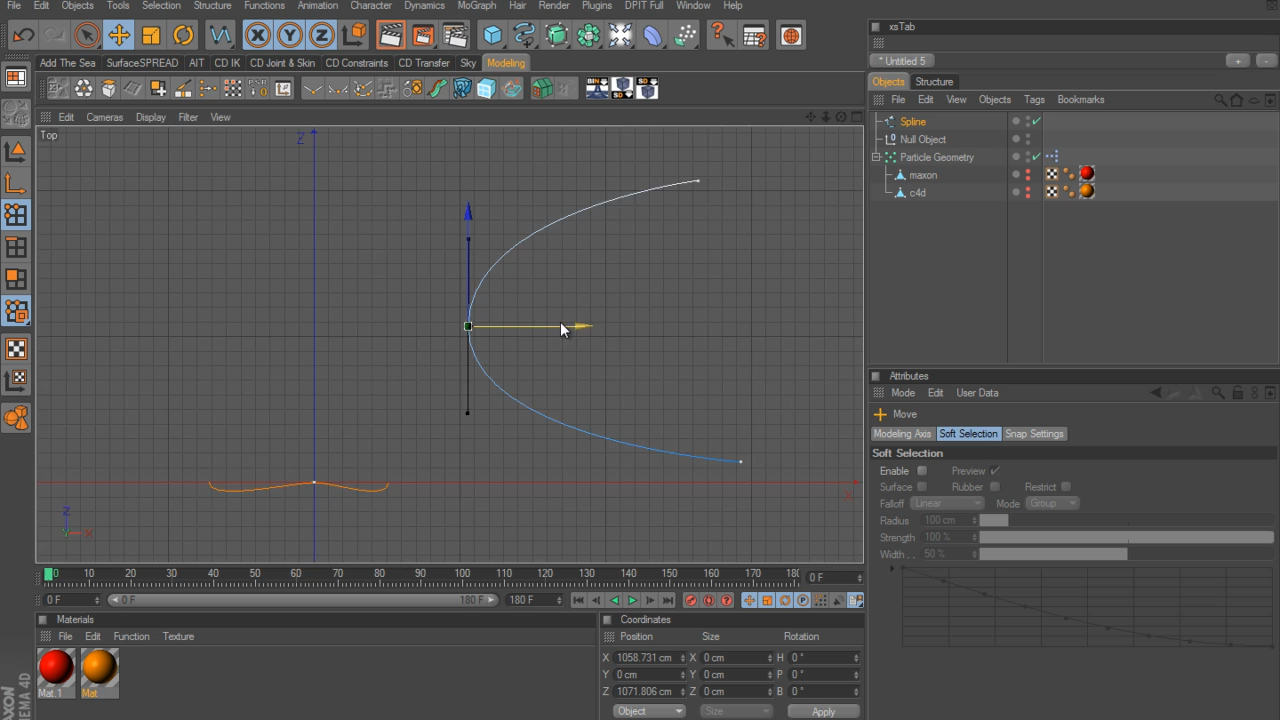 File Edit Objects Tools Selection Structure Functions Animation Character Dynamics MoGraph Hair Render Plugins DPIT Full Window Help
xsTab
* Untitled 5 + -
Add The Sea SurfaceSPREAD AIT CD IK CD Joint & Skin CD Constraints CD Transfer Sky Modeling
Objects Structure
File Edit View Objects Tags Bookmarks
Edit Cameras Display Filter View
Spline
Null Object
Particle Geometry
maxon
c4d
Top
Z
X
Z
X
Attributes
Mode Edit User Data
Move
Modeling Axis Soft Selection Snap Settings
Soft Selection
Enable Preview
Surface Rubber Restrict
Falloff Linear Mode Group
Radius 100 cm
Strength 100 %
Width . . 50 %
0 10 20 30 40 50 60 70 80 90 100 110 120 130 140 150 160 170 180 0 F
0 F 0 F 180 F 180 F
Materials
File Edit Function Texture
Mat.1 Mat
Coordinates
Position Size Rotation
X 1058.731 cm X 0 cm H 0 °
Y 0 cm Y 0 cm P 0 °
Z 1071.806 cm Z 0 cm B 0 °
Object Size Apply
MAXON
CINEMA 4D